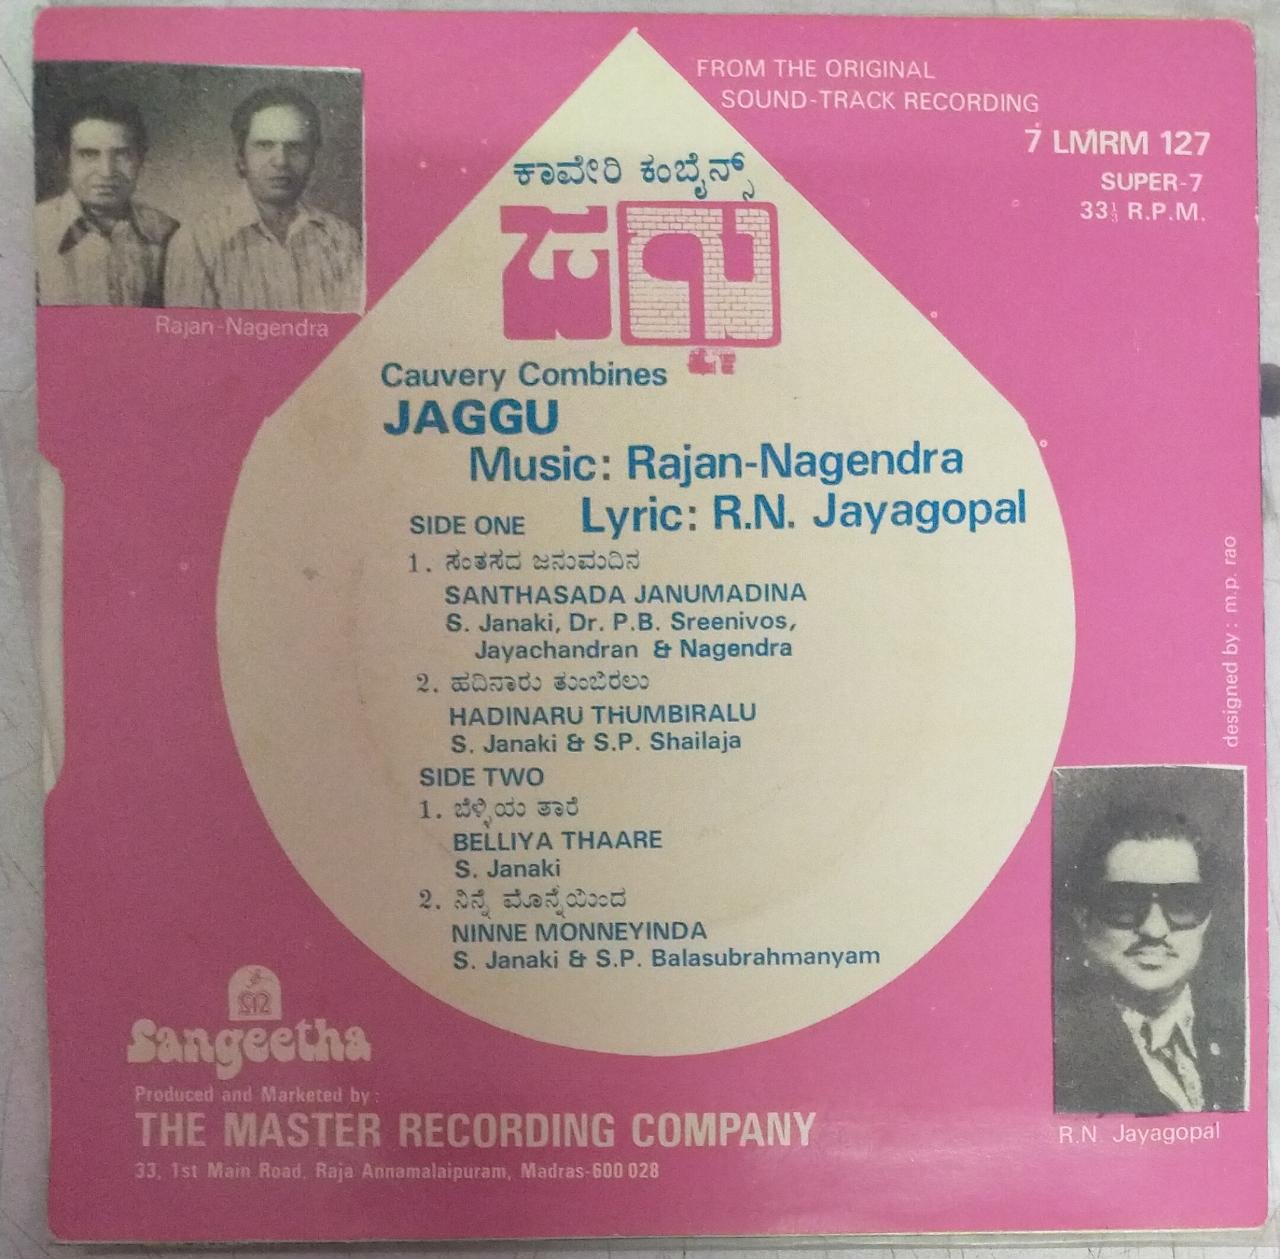 FROM THE ORIGINAL
SOUND-TRACK RECORDING
7 LMRM 127
SUPER-7
33⅓ R.P.M.
ಕಾವೇರಿ ಕಂಬೈನ್ಸ್
ಜಗ್ಗು
Rajan-Nagendra
Cauvery Combines
JAGGU
Music: Rajan-Nagendra
Lyric: R.N. Jayagopal
SIDE ONE
1. ಸಂತಸದ ಜನುಮದಿನ
SANTHASADA JANUMADINA
S. Janaki, Dr. P.B. Sreenivos,
Jayachandran & Nagendra
2. ಹದಿನಾರು ತುಂಬಿರಲು
HADINARU THUMBIRALU
S. Janaki & S.P. Shailaja
SIDE TWO
1. ಬೆಳ್ಳಿಯ ತಾರೆ
BELLIYA THAARE
S. Janaki
2. ನಿನ್ನೆ ಮೊನ್ನೆಯಿಂದ
NINNE MONNEYINDA
S. Janaki & S.P. Balasubrahmanyam
designed by: m.p. rao
R.N. Jayagopal
Sangeetha
Produced and Marketed by:
THE MASTER RECORDING COMPANY
33, 1st Main Road, Raja Annamalaipuram, Madras-600 028